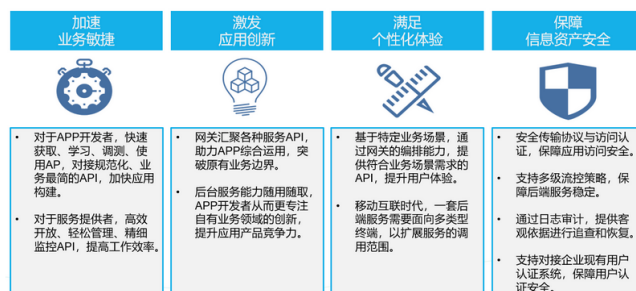 加速
业务敏捷
对于APP开发者，快速
获取、学习、调测、使
用AP，对接规范化、业
务最简的API，加快应用
构建。
对于服务提供者，高效
开放、轻松管理、精细
监控API，提高工作效率。
激发
应用创新
网关汇聚各种服务API，
助力APP综合运用，突
破原有业务边界。
后台服务能力随用随取，
APP开发者从而更专注
自有业务领域的创新，
提升应用产品竞争力。
满足
个性化体验
基于特定业务场景，通
过网关的编排能力，提
供符合业务场景需求的
API，提升用户体验。
移动互联时代，一套后
端服务需要面向多类型
终端，以扩展服务的调
用范围。
保障
信息资产安全
安全传输协议与访问认
证，保障应用访问安全。
支持多级流控策略，保
障后端服务稳定。
通过日志审计，提供客
观依据进行追查和恢复。
支持对接企业现有用户
认证系统，保障用户认
证安全。